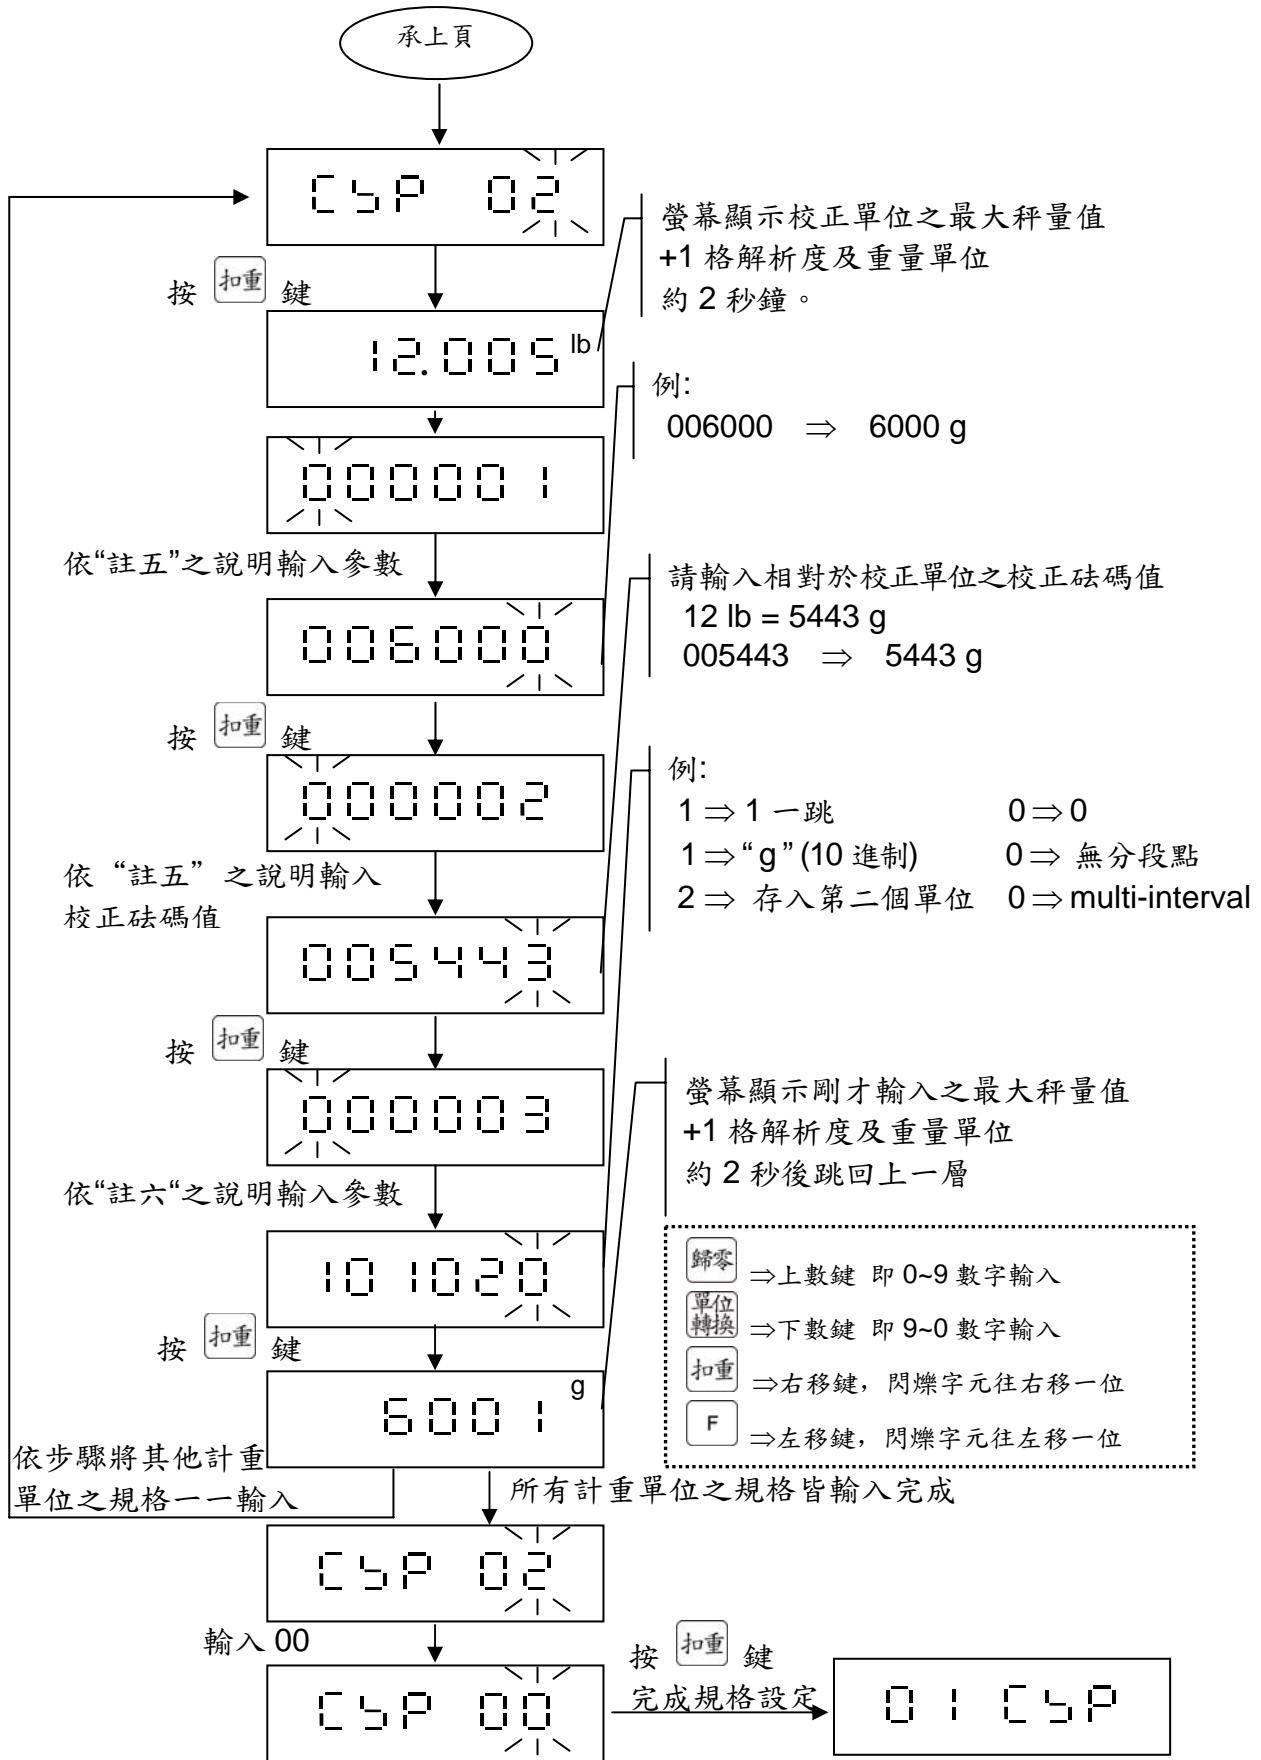 承上頁
CSP 02
螢幕顯示校正單位之最大秤量值
+1 格解析度及重量單位
約 2 秒鐘。
按 扣重 鍵
12.005 lb
例:
006000 ⇒ 6000 g
000001
依“註五”之說明輸入參數
請輸入相對於校正單位之校正砝碼值
12 lb = 5443 g
005443 ⇒ 5443 g
006000
按 扣重 鍵
000002
例:
1 ⇒ 1 一跳 0 ⇒ 0
1 ⇒ “ g ” (10 進制) 0 ⇒ 無分段點
2 ⇒ 存入第二個單位 0 ⇒ multi-interval
依 “註五” 之說明輸入
校正砝碼值
005443
按 扣重 鍵
000003
螢幕顯示剛才輸入之最大秤量值
+1 格解析度及重量單位
約 2 秒後跳回上一層
依“註六“之說明輸入參數
101020
歸零 ⇒上數鍵 即 0~9 數字輸入
單位轉換 ⇒下數鍵 即 9~0 數字輸入
扣重 ⇒右移鍵，閃爍字元往右移一位
F ⇒左移鍵，閃爍字元往左移一位
按 扣重 鍵
6001 g
依步驟將其他計重
單位之規格一一輸入
所有計重單位之規格皆輸入完成
CSP 02
輸入 00
CSP 00
按 扣重 鍵
完成規格設定
01 CSP